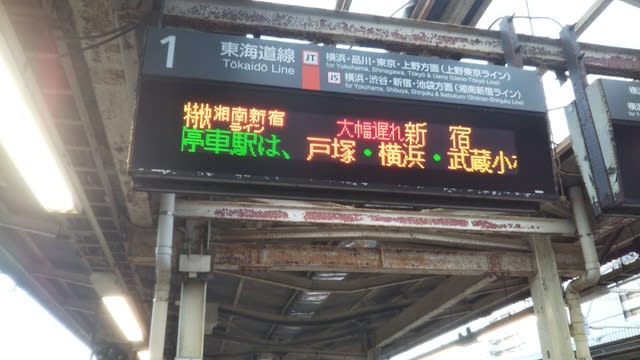 1
東海道線
Tōkaidō Line
JT
横浜・品川・東京・上野方面(上野東京ライン)
for Yokohama, Shinagawa, Tōkyō & Ueno (Ueno-Tōkyō Line)
JS
横浜・渋谷・新宿・池袋方面(湘南新宿ライン)
for Yokohama, Shibuya, Shinjuku & Ikebukuro (Shōnan-Shinjuku Line)
特快 湘南新宿ライン 大幅遅れ 新宿
停車駅は、戸塚・横浜・武蔵小